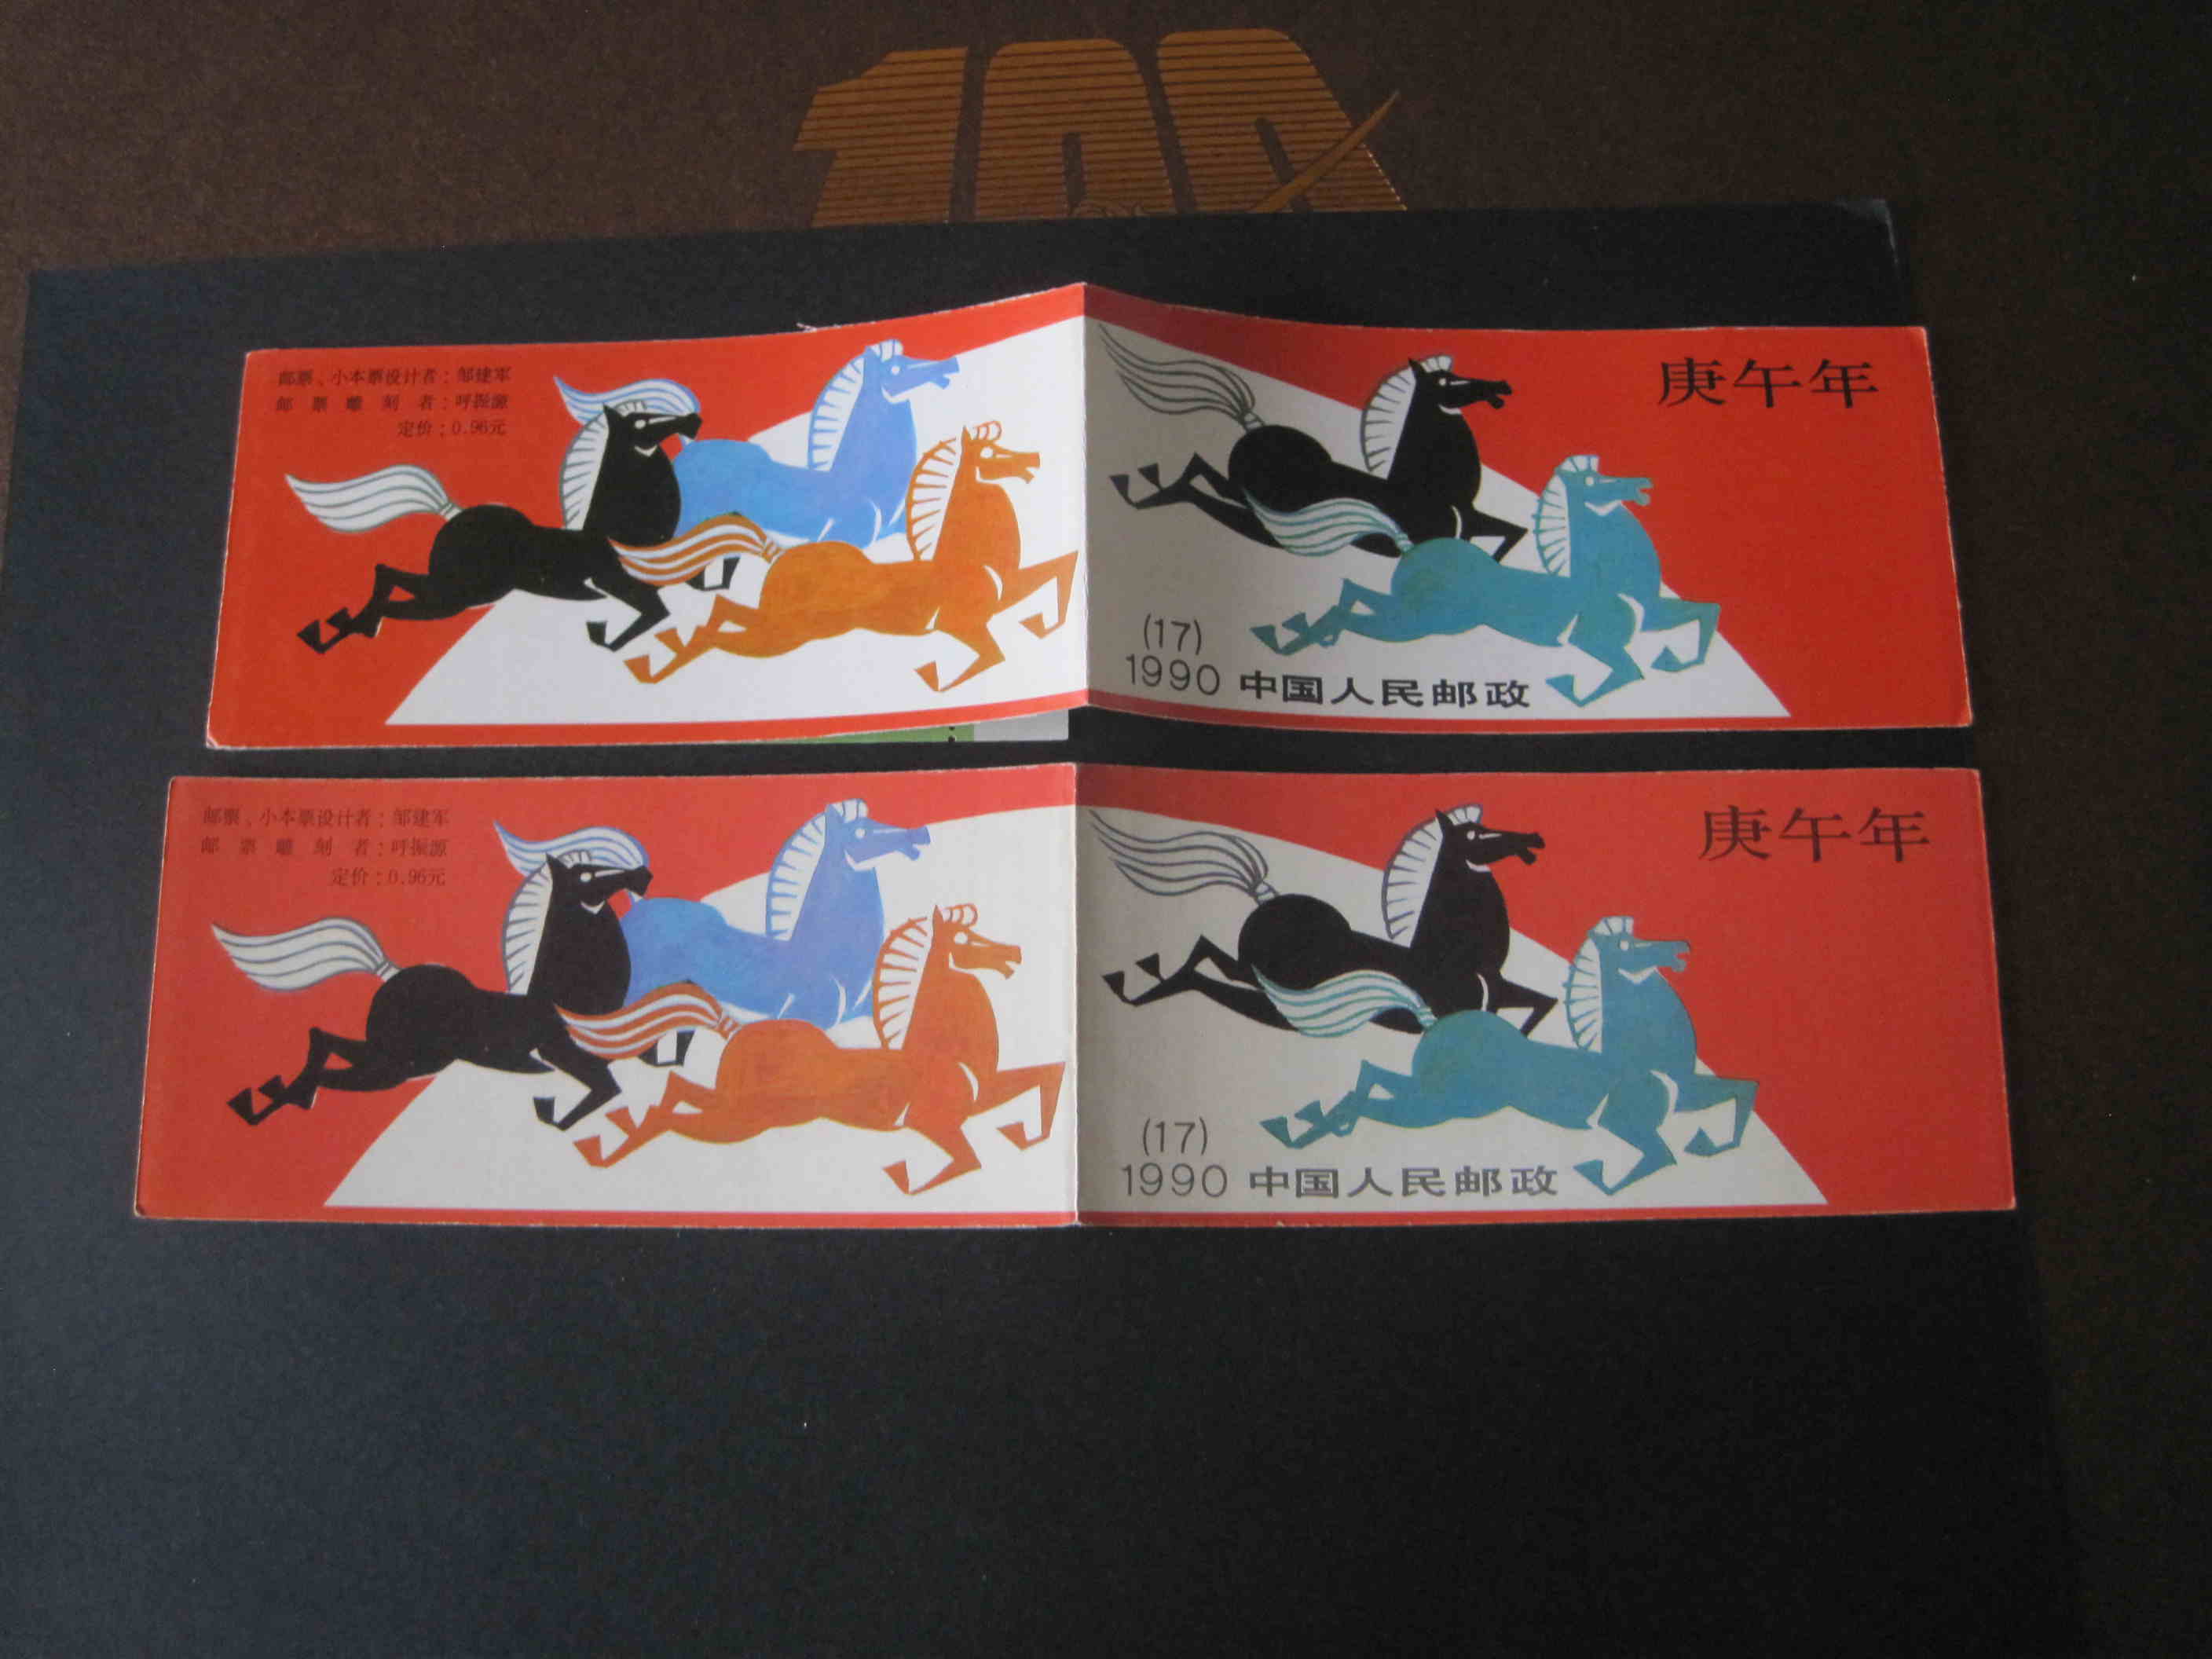 100
邮票、小本票设计者：邹建军
邮票雕刻者：呼振源
定价：0.96元
庚午年
(17)
1990 中国人民邮政
邮票、小本票设计者：邹建军
邮票雕刻者：呼振源
定价：0.96元
庚午年
(17)
1990 中国人民邮政